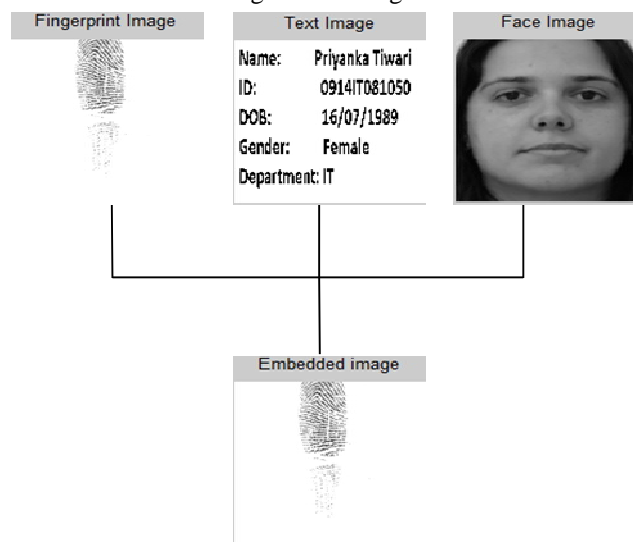 Fingerprint Image
Text Image
Face Image
Name: Priyanka Tiwari
ID: 0914IT081050
DOB: 16/07/1989
Gender: Female
Department: IT
Embedded image